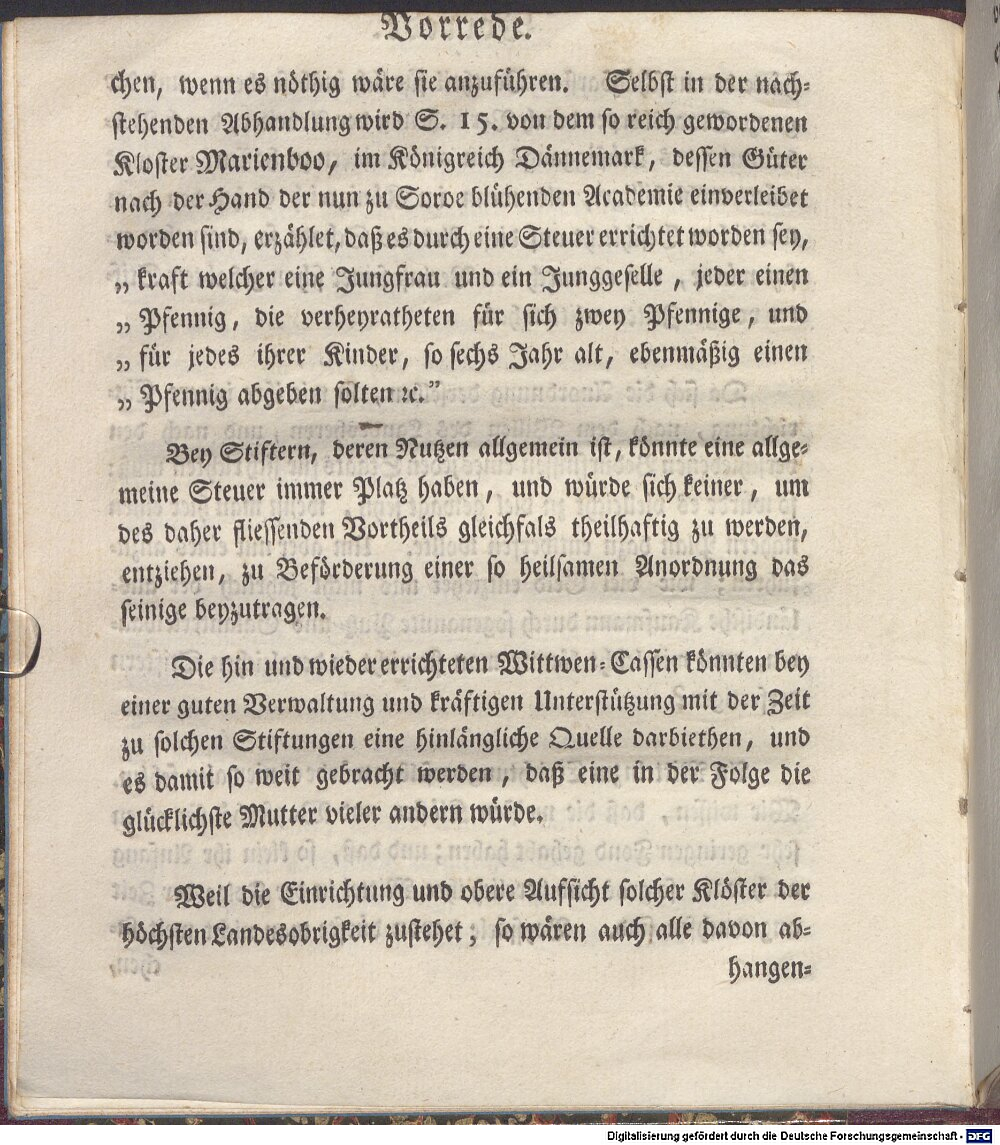 Vorrede.
chen, wenn es nöthig wäre sie anzuführen. Selbst in der nach-
stehenden Abhandlung wird S. 15. von dem so reich gewordenen
Kloster Marienboo, im Königreich Dännemark, dessen Güter
nach der Hand der nun zu Soroe blühenden Academie einverleibet
worden sind, erzählet, daß es durch eine Steuer errichtet worden sey,
„ kraft welcher eine Jungfrau und ein Junggeselle, jeder einen
„ Pfennig, die verheyratheten für sich zwey Pfennige, und
„ für jedes ihrer Kinder, so sechs Jahr alt, ebenmäßig einen
„ Pfennig abgeben solten ꝛc.”
Bey Stiftern, deren Nutzen allgemein ist, könnte eine allge-
meine Steuer immer Platz haben, und würde sich keiner, um
des daher fliessenden Vortheils gleichfals theilhaftig zu werden,
entziehen, zu Beförderung einer so heilsamen Anordnung das
seinige beyzutragen.
Die hin und wieder errichteten Wittwen-Cassen könnten bey
einer guten Verwaltung und kräftigen Unterstützung mit der Zeit
zu solchen Stiftungen eine hinlängliche Quelle darbiethen, und
es damit so weit gebracht werden, daß eine in der Folge die
glücklichste Mutter vieler andern würde.
Weil die Einrichtung und obere Aufsicht solcher Klöster der
höchsten Landesobrigkeit zustehet; so wären auch alle davon ab-
hangen-
Digitalisierung gefördert durch die Deutsche Forschungsgemeinschaft - DFG